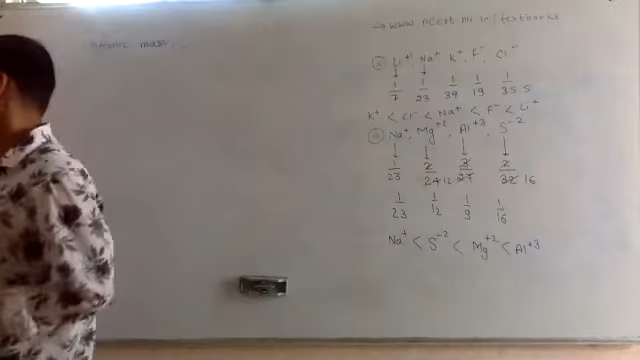 Atomic mass :
→ www ncert nic in / textbooks
(ii) Li⁺, Na⁺ K⁺, F⁻, Cl⁻
↓ ↓
1/7 1/23 1/39 1/19 1/35.5
K⁺ < Cl⁻ < Na⁺ < F⁻ < Li⁺
(iii) Na⁺, Mg⁺², Al⁺³, S⁻²
↓ ↓ ↓ ↓
1/23 2/24 12 3/27 2/32 16
1/23 1/12 1/9 1/16
Na⁺ < S⁻² < Mg⁺² < Al⁺³